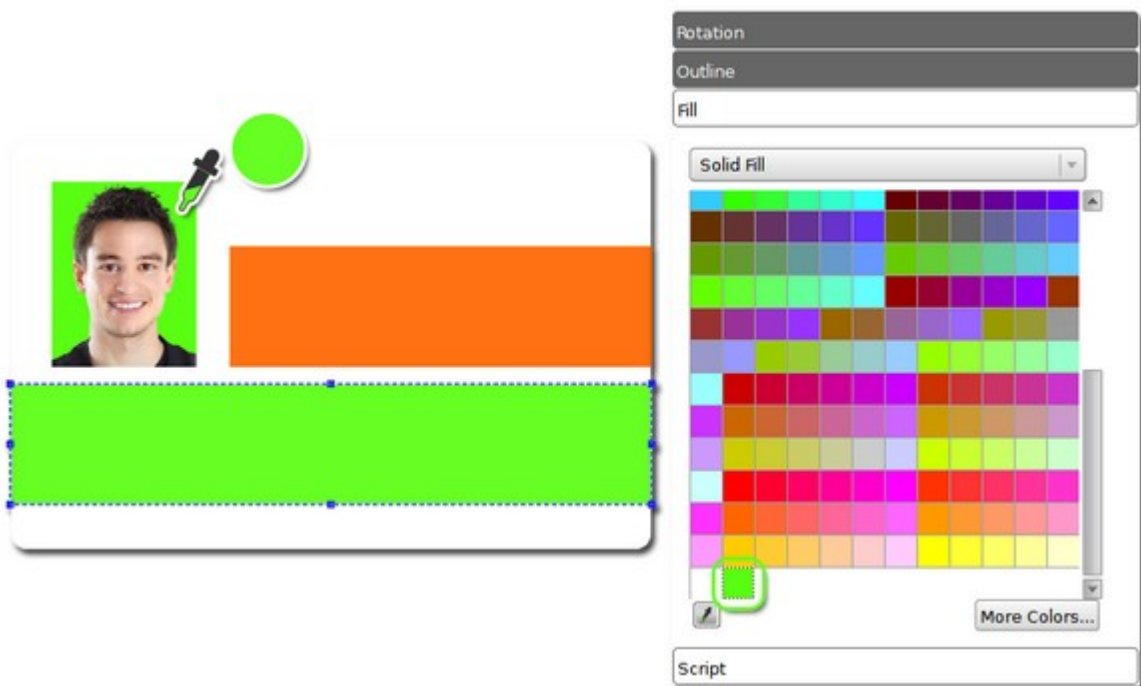 Rotation
Outline
Fill
Solid Fill
More Colors...
Script